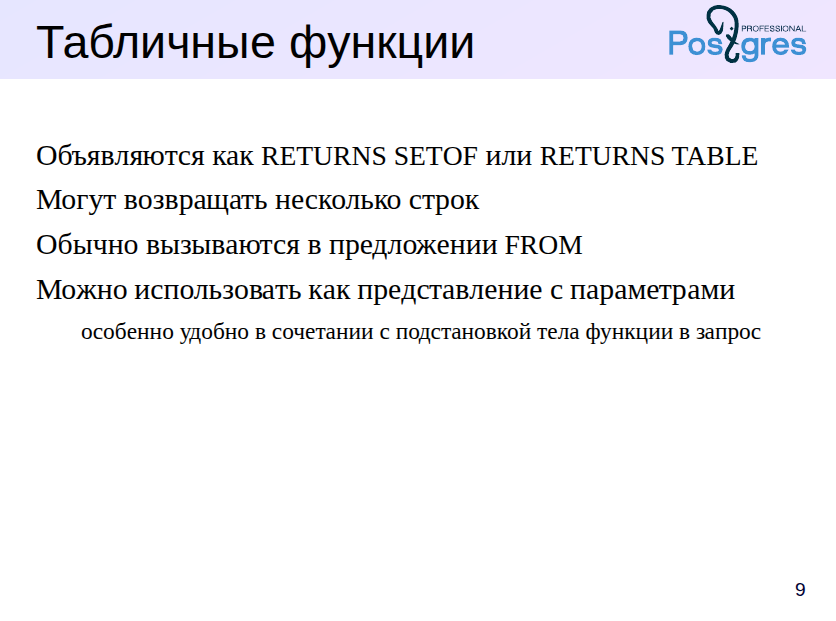 Табличные функции
PROFESSIONAL
Postgres
Объявляются как RETURNS SETOF или RETURNS TABLE
Могут возвращать несколько строк
Обычно вызываются в предложении FROM
Можно использовать как представление с параметрами
особенно удобно в сочетании с подстановкой тела функции в запрос
9